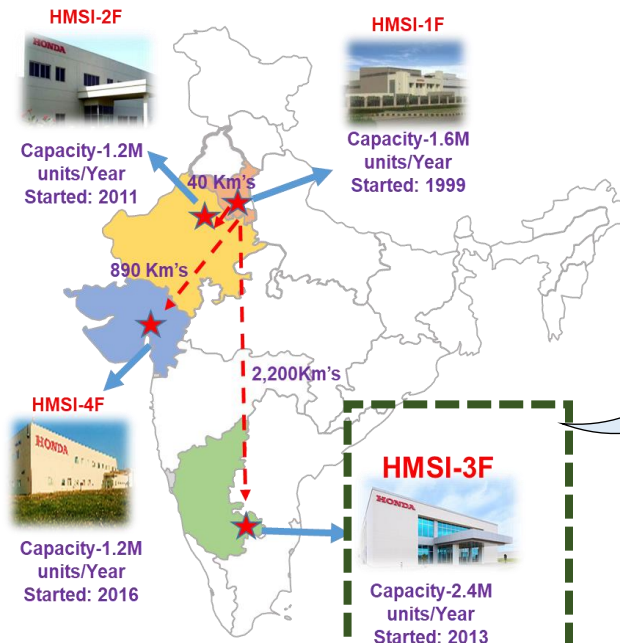 HMSI-2F
HONDA
Capacity-1.2M
units/Year
Started: 2011
HMSI-1F
Capacity-1.6M
units/Year
Started: 1999
40 Km's
890 Km's
2,200Km's
HMSI-4F
HONDA
Capacity-1.2M
units/Year
Started: 2016
HMSI-3F
HONDA
Capacity-2.4M
units/Year
Started: 2013